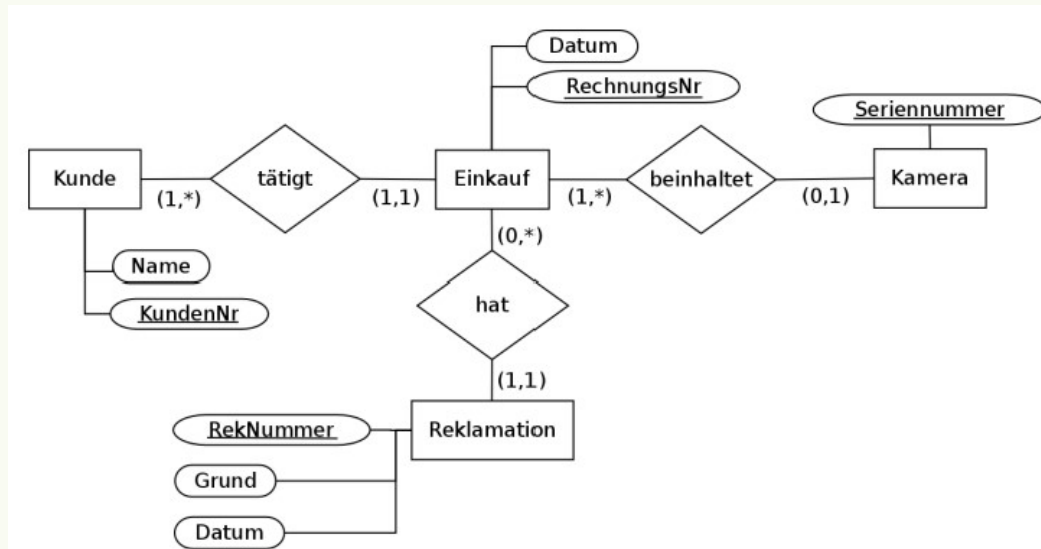 Datum
RechnungsNr
Seriennummer
Kunde
tätigt
Einkauf
beinhaltet
Kamera
(1,*)
(1,1)
(1,*)
(0,1)
(0,*)
Name
KundenNr
hat
(1,1)
RekNummer
Reklamation
Grund
Datum